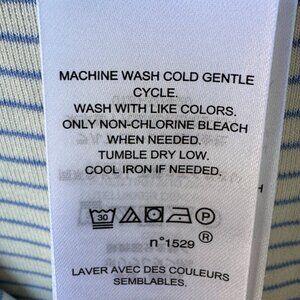 MACHINE WASH COLD GENTLE
CYCLE.
WASH WITH LIKE COLORS.
ONLY NON-CHLORINE BLEACH
WHEN NEEDED.
TUMBLE DRY LOW.
COOL IRON IF NEEDED.
30 P
n°1529 ®
LAVER AVEC DES COULEURS
SEMBLABLES.